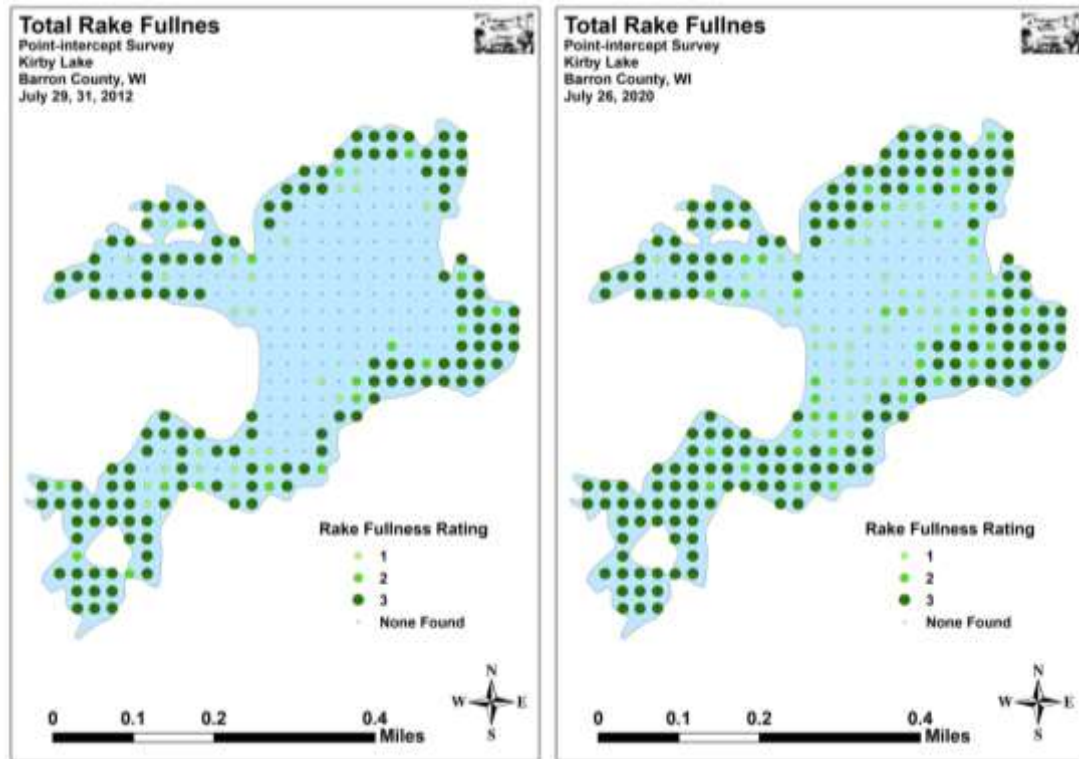 Total Rake Fullnes
Point-intercept Survey
Kirby Lake
Barron County, WI
July 29, 31, 2012
Rake Fullness Rating
1
2
3
None Found
N
W E
S
0 0.1 0.2 0.4
Miles
Total Rake Fullnes
Point-intercept Survey
Kirby Lake
Barron County, WI
July 26, 2020
Rake Fullness Rating
1
2
3
None Found
N
W E
S
0 0.1 0.2 0.4
Miles